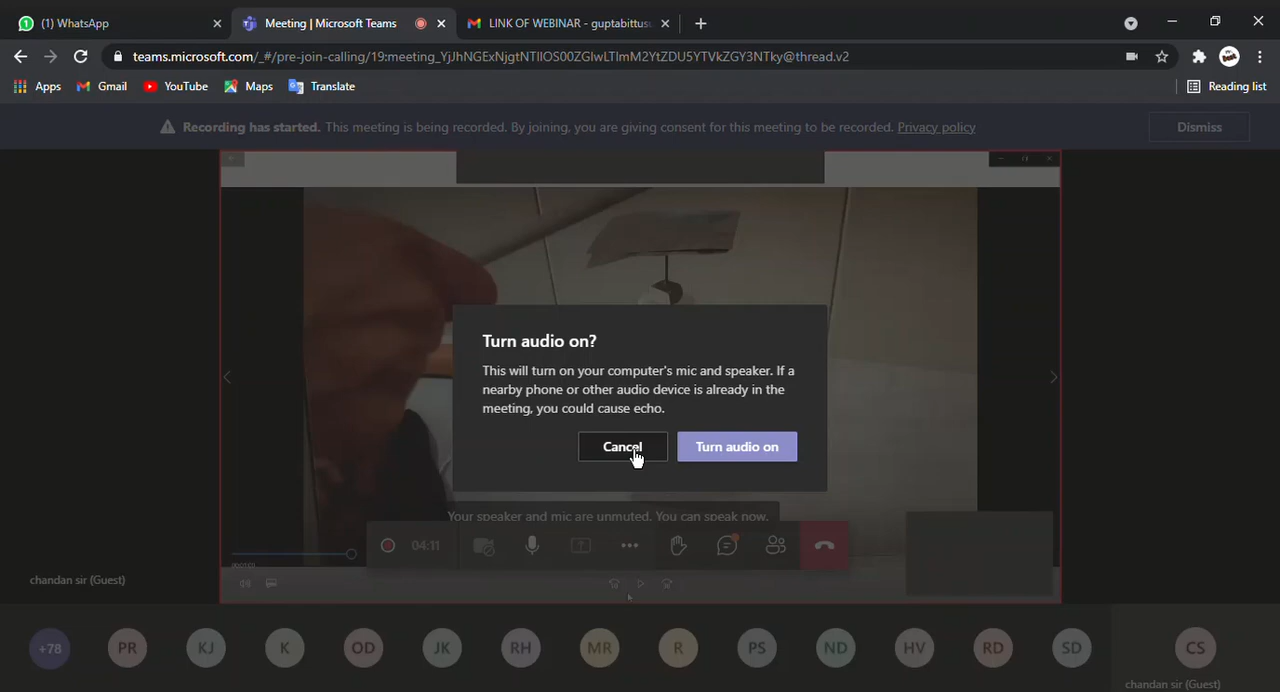 (1) WhatsApp
Meeting | Microsoft Teams
LINK OF WEBINAR - guptabittusu
teams.microsoft.com/_#/pre-join-calling/19:meeting_YjJhNGExNjgtNTllOS00ZGIwLTlmM2YtZDU5YTVkZGY3NTky@thread.v2
Apps
Gmail
YouTube
Maps
Translate
Reading list
Recording has started. This meeting is being recorded. By joining, you are giving consent for this meeting to be recorded. Privacy policy
Dismiss
Turn audio on?
This will turn on your computer's mic and speaker. If a
nearby phone or other audio device is already in the
meeting, you could cause echo.
Cancel
Turn audio on
Your speaker and mic are unmuted. You can speak now.
04:11
chandan sir (Guest)
+78
PR
KJ
K
OD
JK
RH
MR
R
PS
ND
HV
RD
SD
CS
chandan sir (Guest)